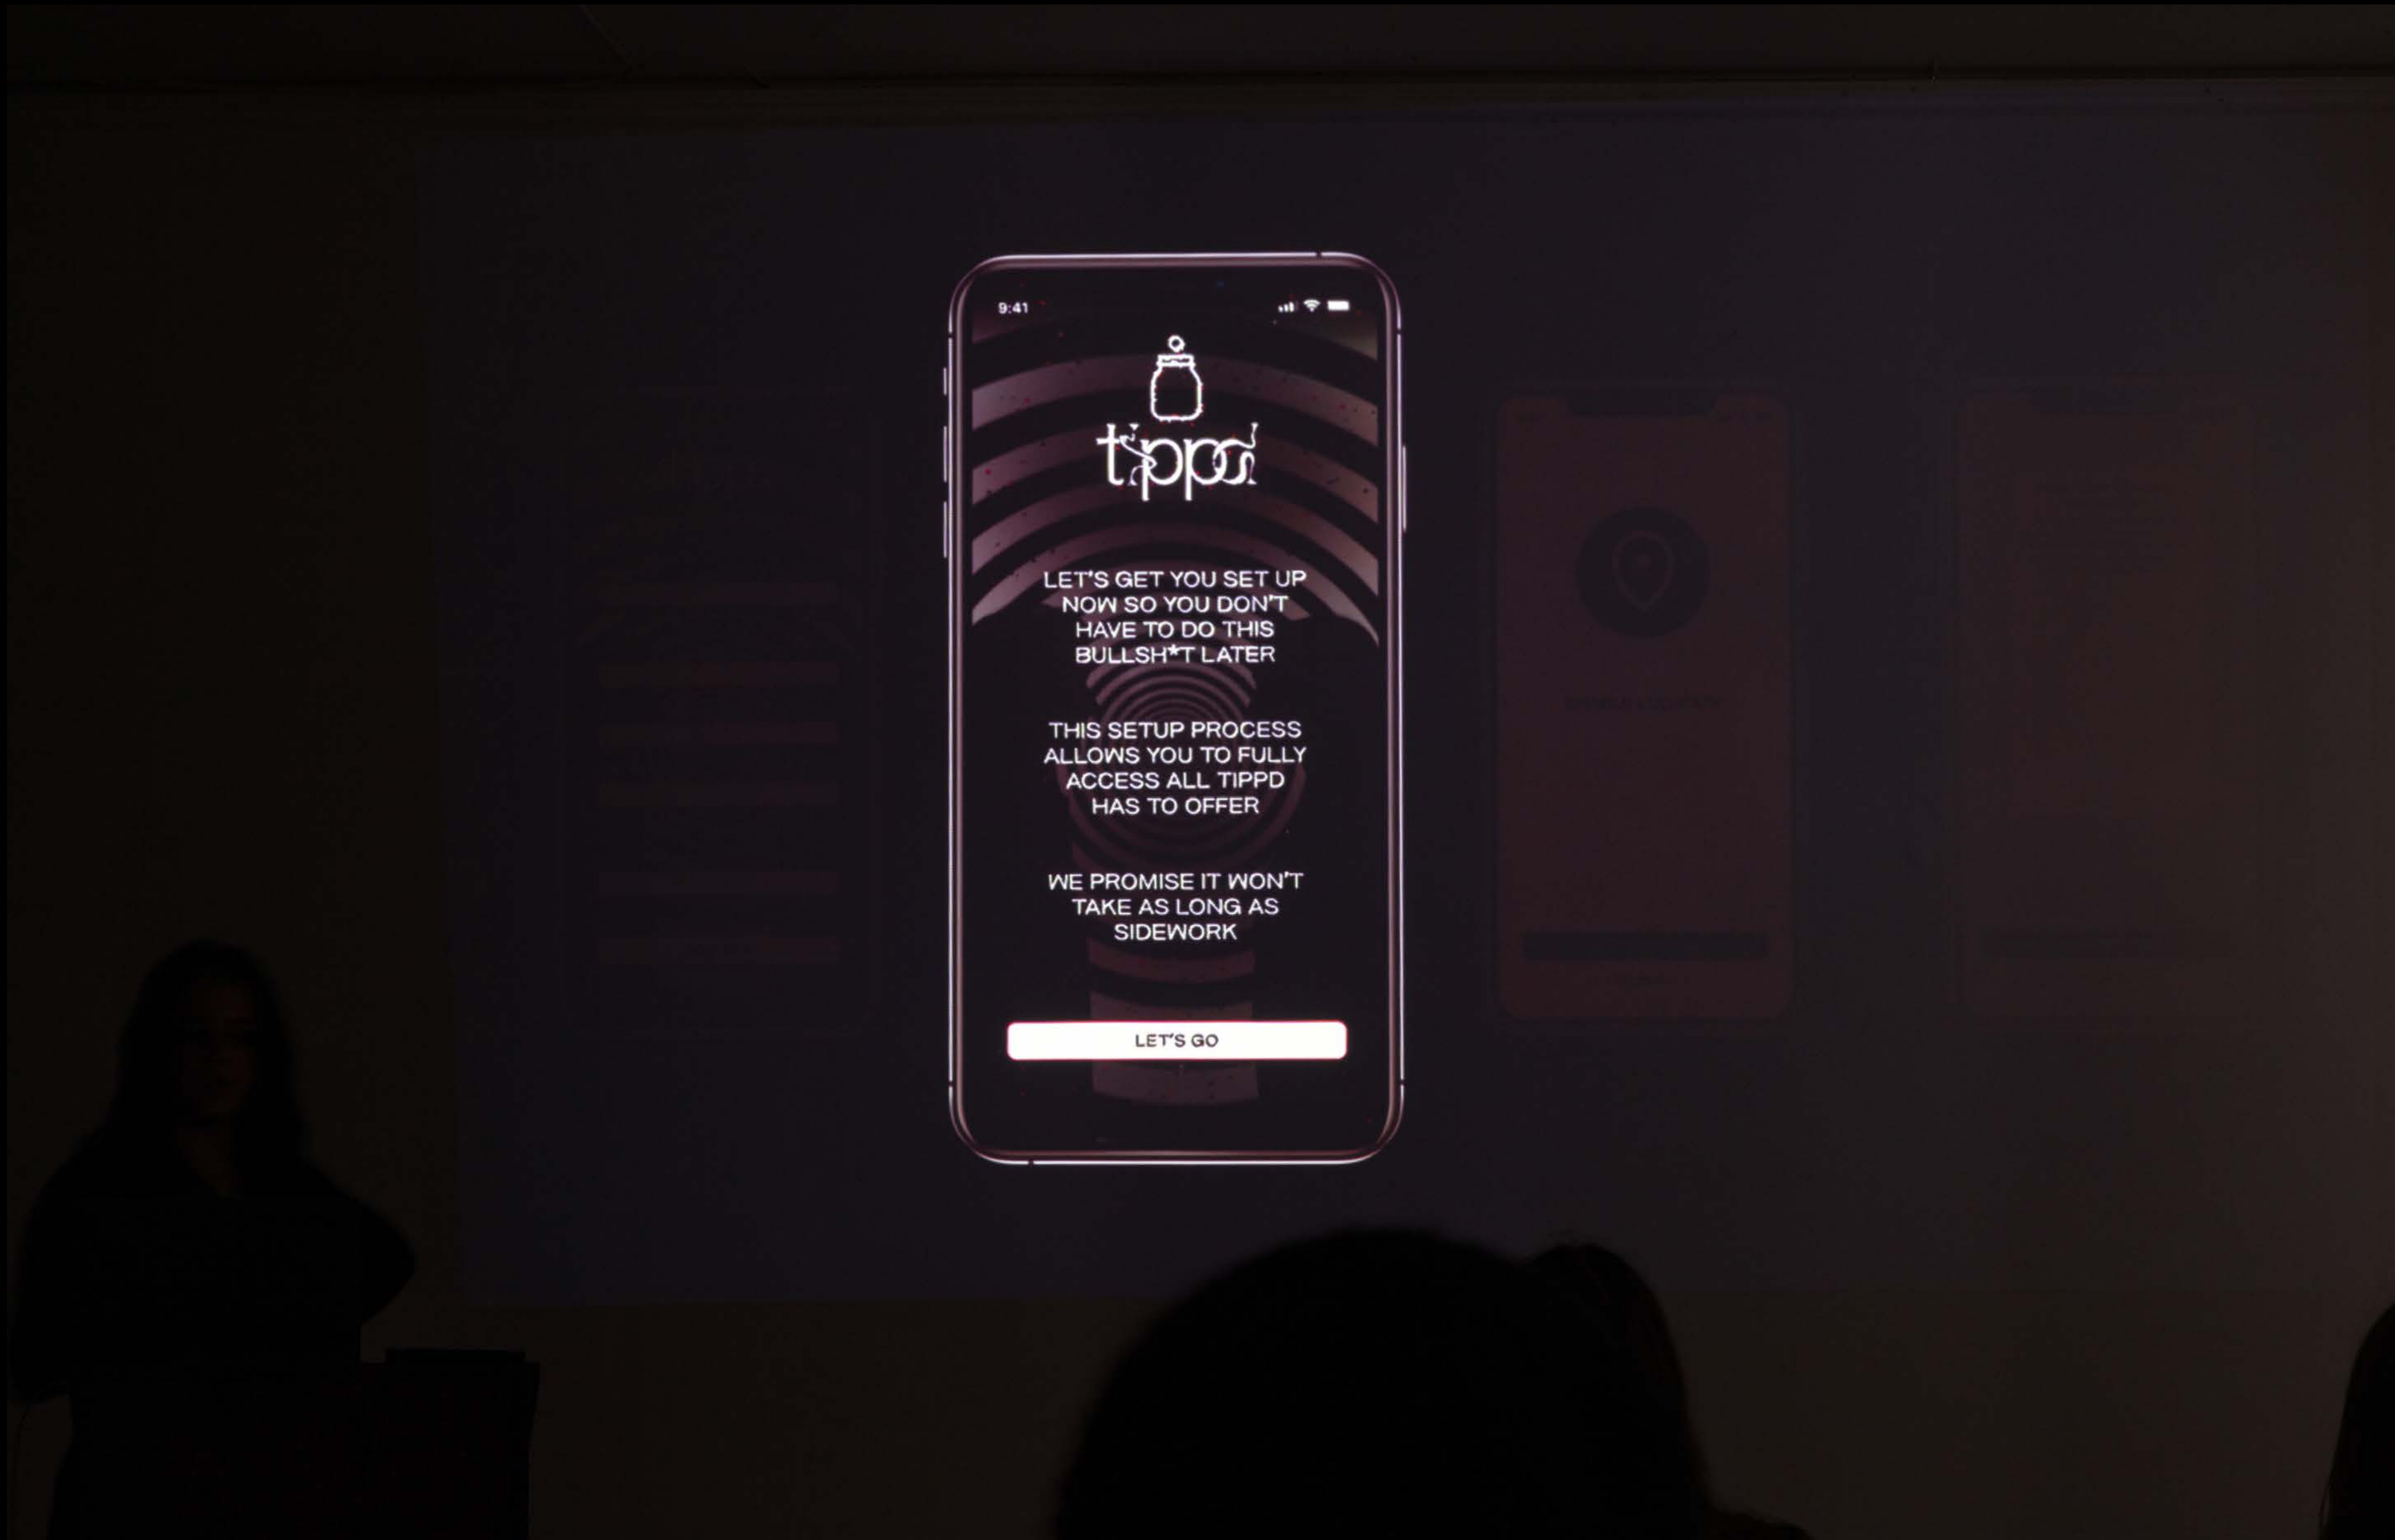 9:41
tippd
LET'S GET YOU SET UP
NOW SO YOU DON'T
HAVE TO DO THIS
BULLSH*T LATER
THIS SETUP PROCESS
ALLOWS YOU TO FULLY
ACCESS ALL TIPPD
HAS TO OFFER
WE PROMISE IT WON'T
TAKE AS LONG AS
SIDEWORK
LET'S GO